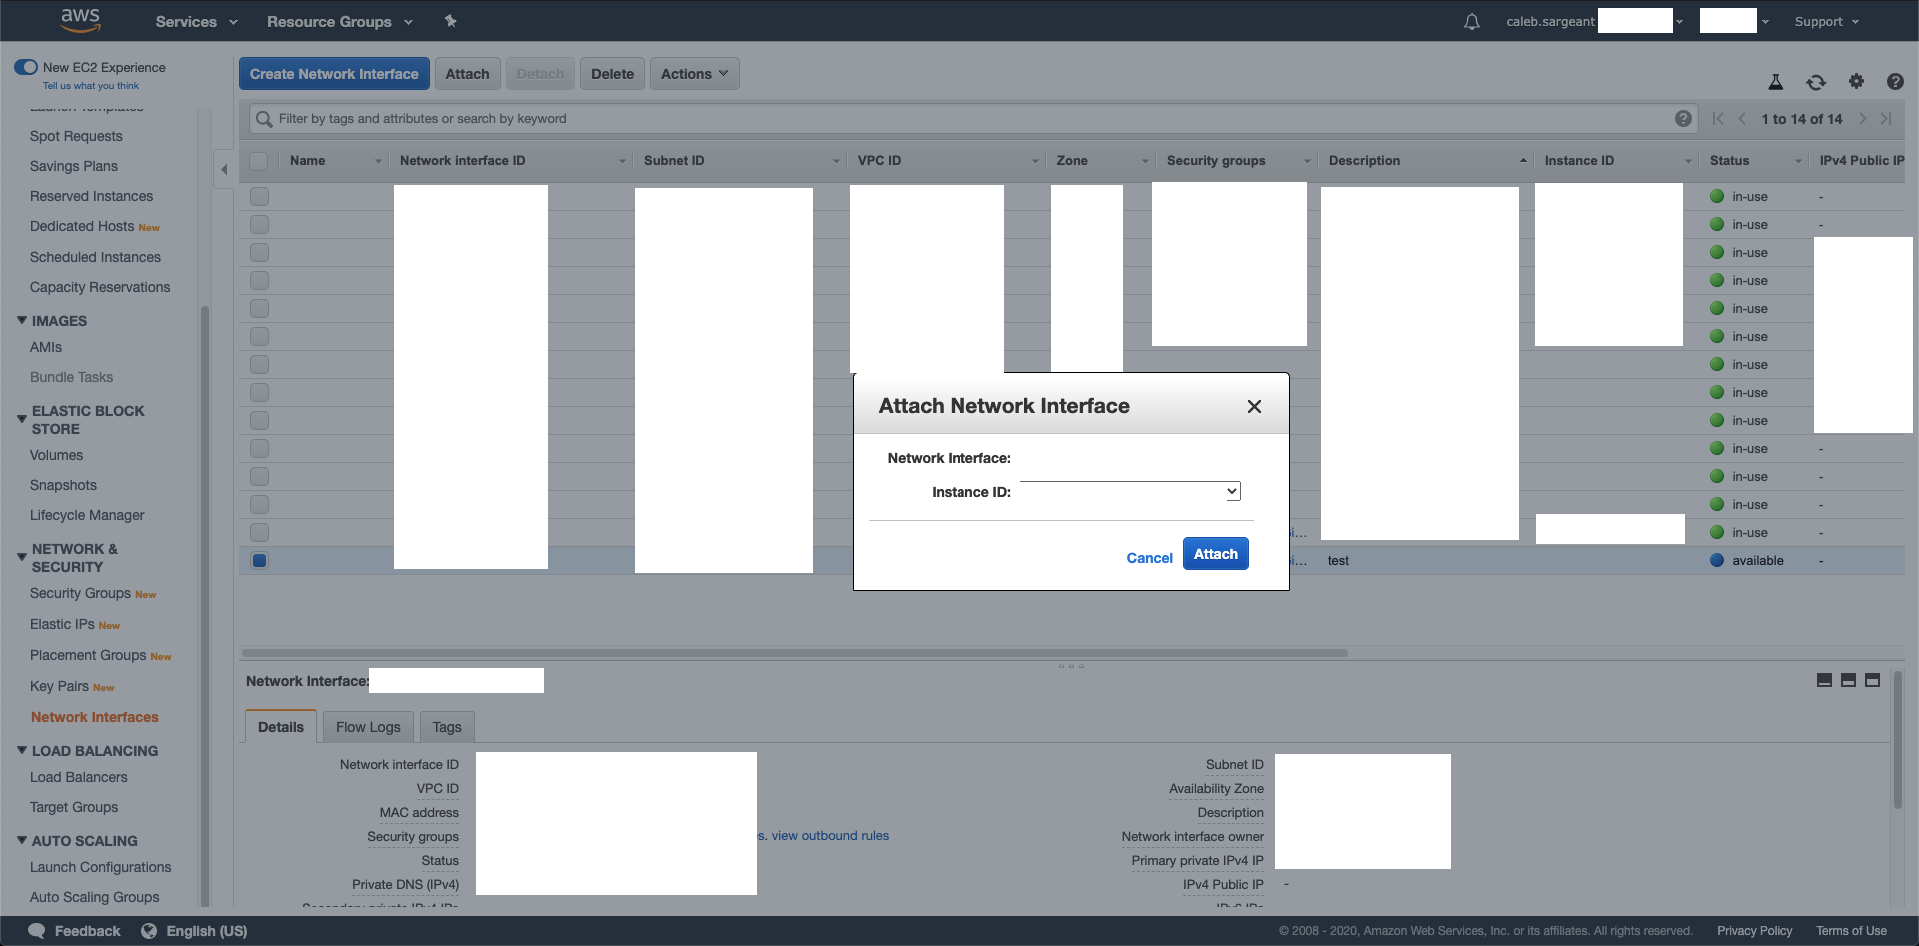 aws Services Resource Groups caleb.sargeant Support
New EC2 Experience
Tell us what you think
Launch Templates
Spot Requests
Savings Plans
Reserved Instances
Dedicated Hosts New
Scheduled Instances
Capacity Reservations
IMAGES
AMIs
Bundle Tasks
ELASTIC BLOCK
STORE
Volumes
Snapshots
Lifecycle Manager
NETWORK &
SECURITY
Security Groups New
Elastic IPs New
Placement Groups New
Key Pairs New
Network Interfaces
LOAD BALANCING
Load Balancers
Target Groups
AUTO SCALING
Launch Configurations
Auto Scaling Groups
Create Network Interface Attach Detach Delete Actions
Filter by tags and attributes or search by keyword 1 to 14 of 14
Name Network interface ID Subnet ID VPC ID Zone Security groups Description Instance ID Status IPv4 Public IP
in-use -
in-use -
in-use
in-use
in-use
in-use
in-use
in-use
in-use
in-use -
in-use -
in-use -
in-use -
test available -
Attach Network Interface
Network Interface:
Instance ID:
Cancel Attach
Network Interface:
Details Flow Logs Tags
Network interface ID Subnet ID
VPC ID Availability Zone
MAC address Description
Security groups view outbound rules Network interface owner
Status Primary private IPv4 IP
Private DNS (IPv4) IPv4 Public IP -
Secondary private IPv4 IPs IPv6 IPs
Feedback English (US) © 2008 - 2020, Amazon Web Services, Inc. or its affiliates. All rights reserved. Privacy Policy Terms of Use